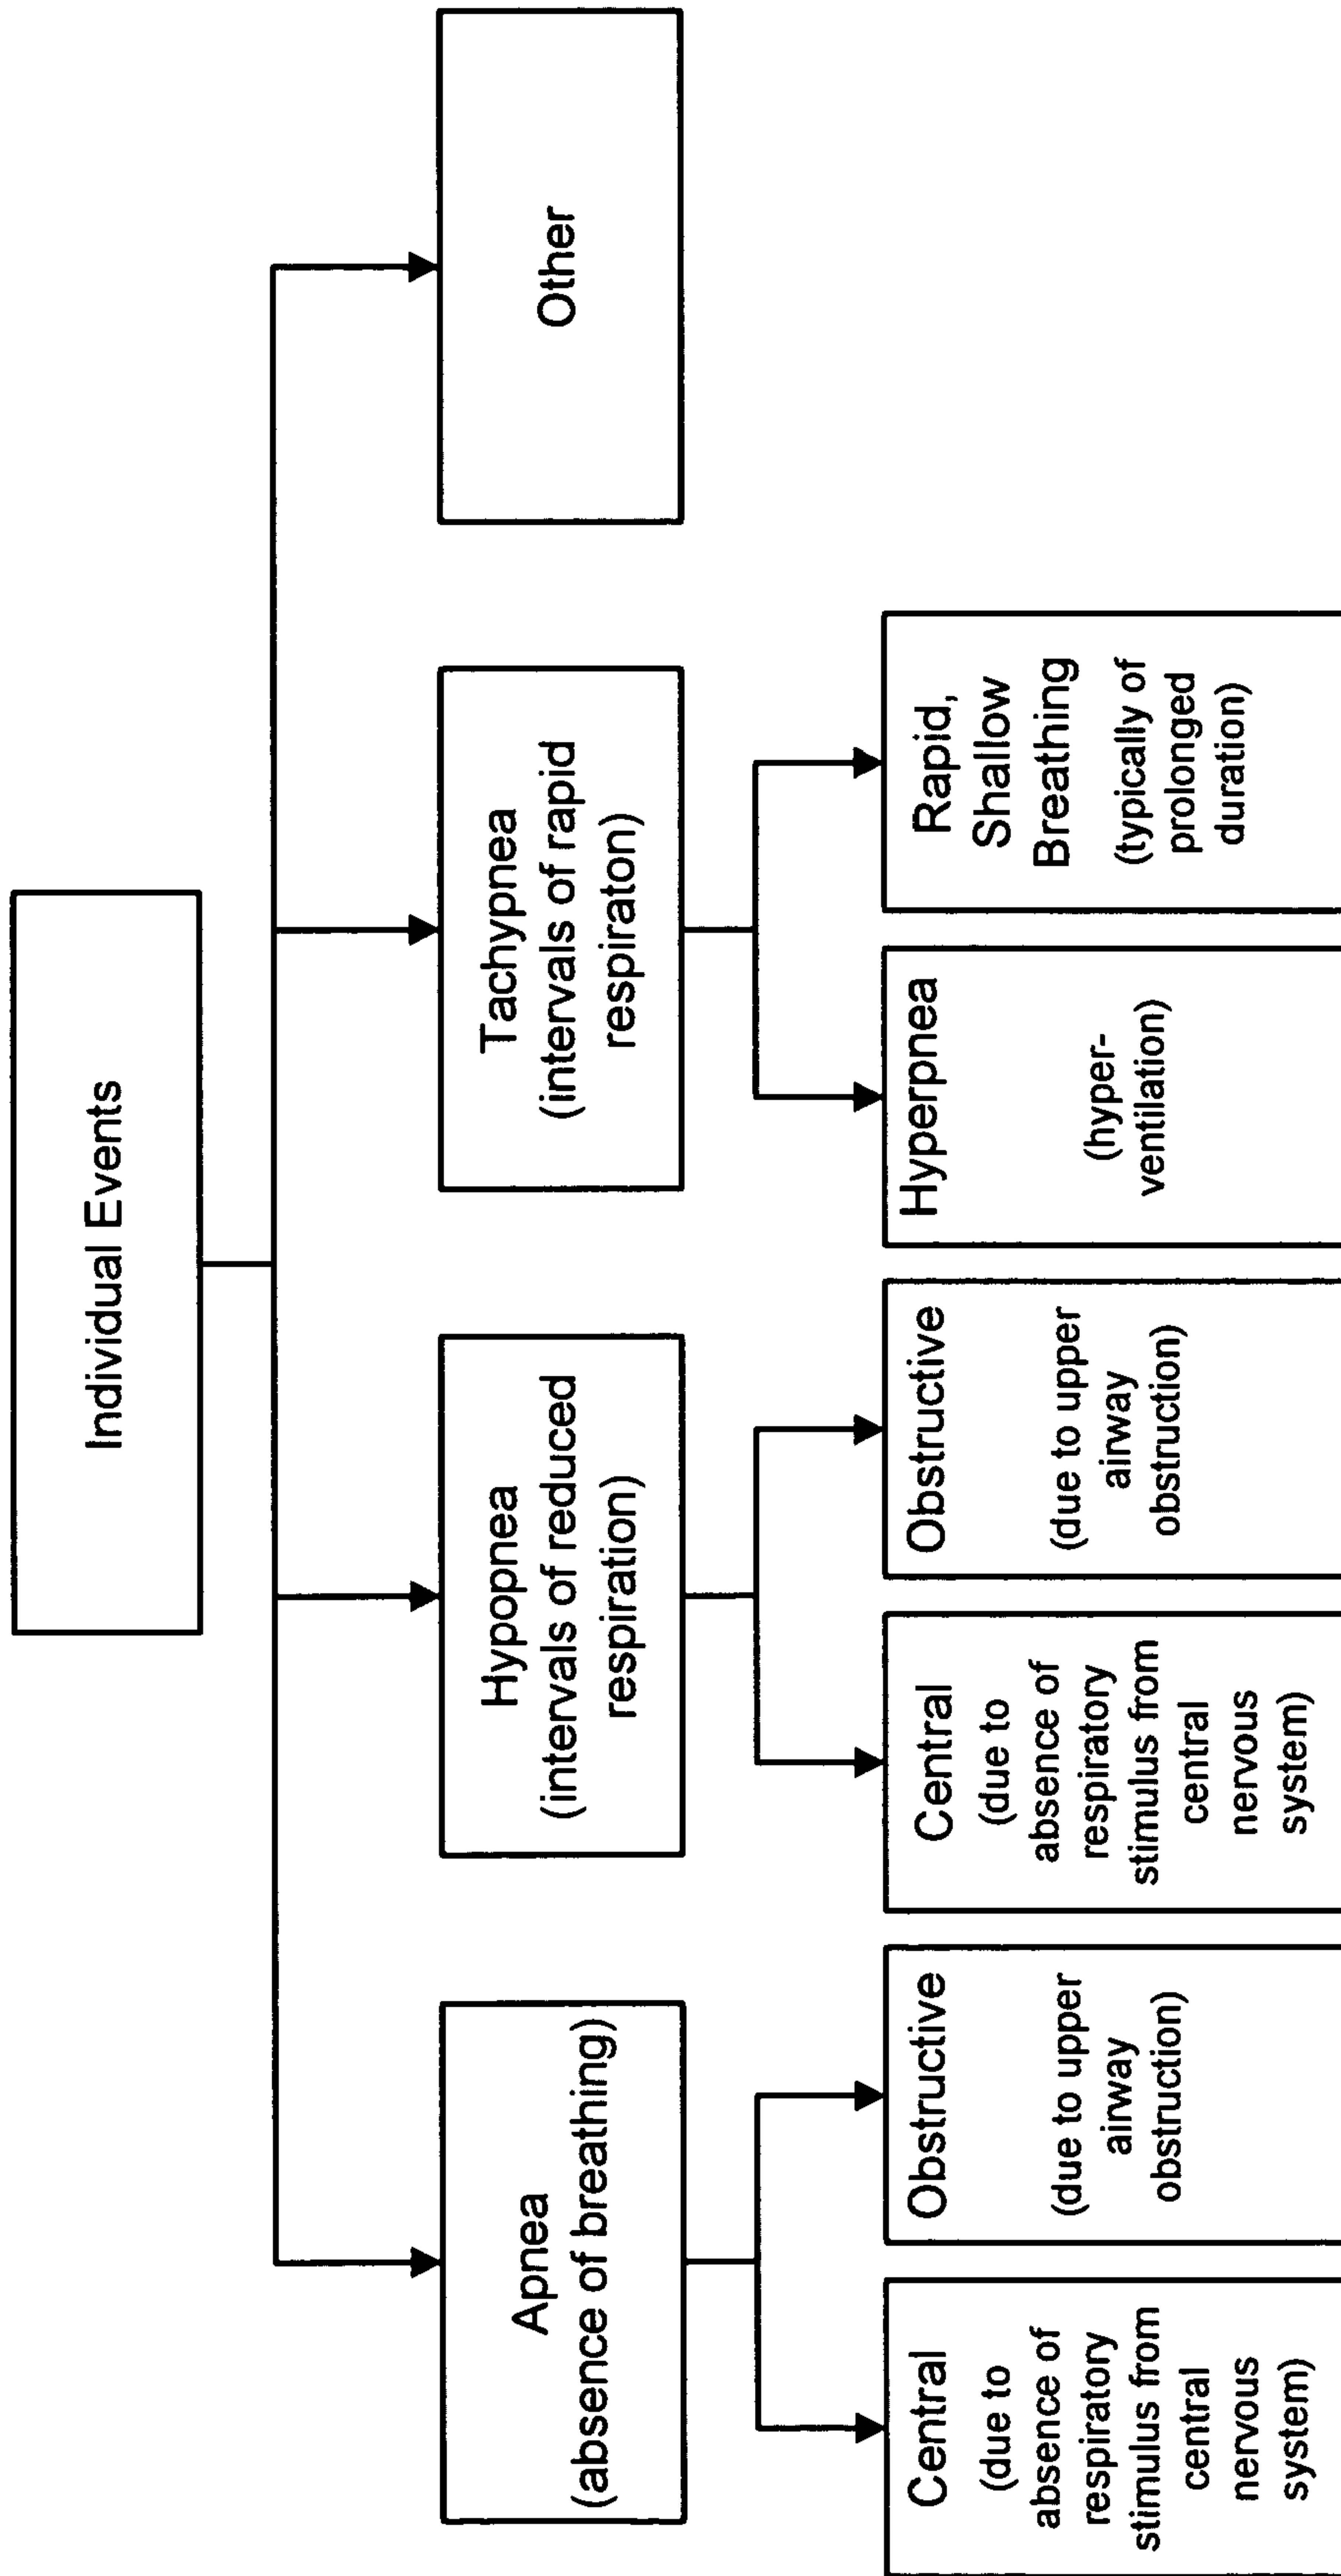 Individual Events
Apnea
(absence of breathing)
Hypopnea
(intervals of reduced
respiration)
Tachypnea
(intervals of rapid
respiraton)
Other
Central
(due to
absence of
respiratory
stimulus from
central
nervous
system)
Obstructive
(due to upper
airway
obstruction)
Central
(due to
absence of
respiratory
stimulus from
central
nervous
system)
Obstructive
(due to upper
airway
obstruction)
Hyperpnea
(hyper-
ventilation)
Rapid,
Shallow
Breathing
(typically of
prolonged
duration)